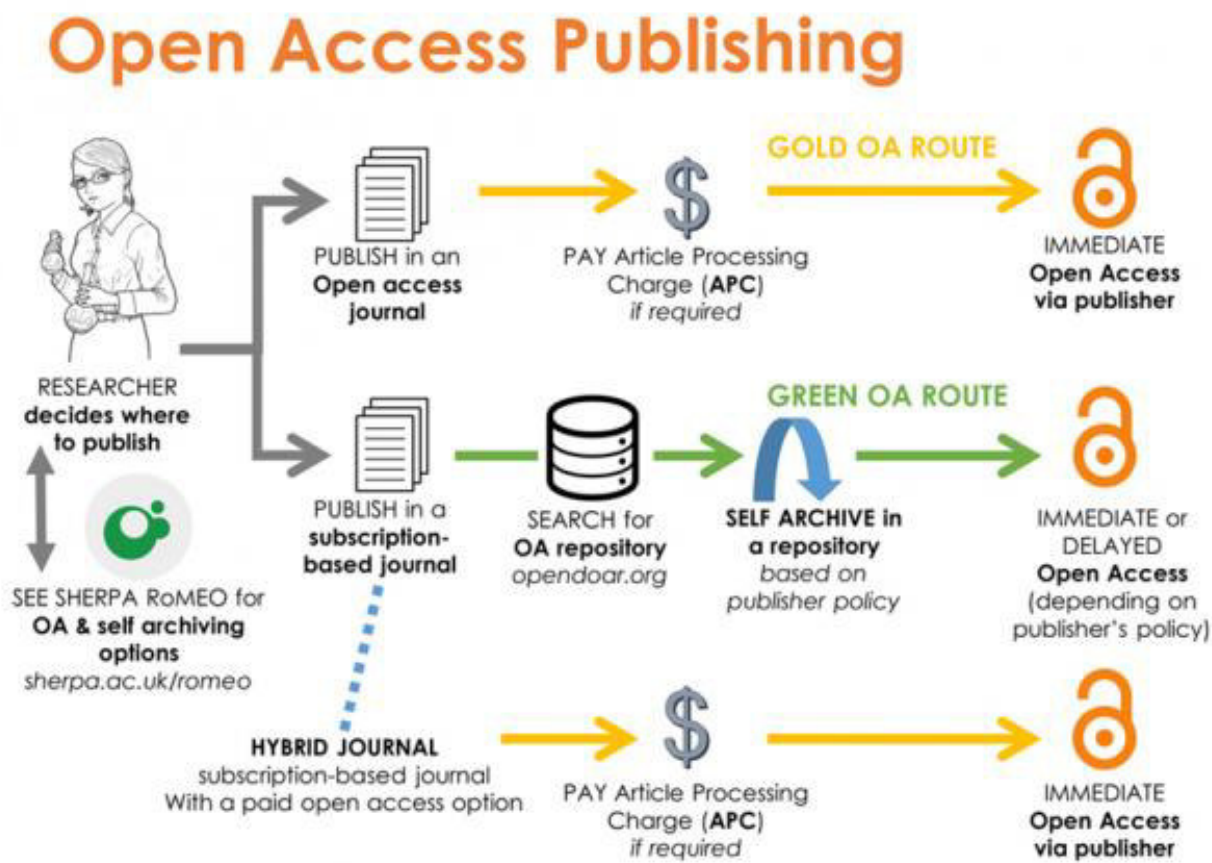 Open Access Publishing
GOLD OA ROUTE
PUBLISH in an
Open access
journal
PAY Article Processing
Charge (APC)
if required
IMMEDIATE
Open Access
via publisher
RESEARCHER
decides where
to publish
GREEN OA ROUTE
PUBLISH in a
subscription-
based journal
SEARCH for
OA repository
opendoar.org
SELF ARCHIVE in
a repository
based on
publisher policy
IMMEDIATE or
DELAYED
Open Access
(depending on
publisher's policy)
SEE SHERPA RoMEO for
OA & self archiving
options
sherpa.ac.uk/romeo
HYBRID JOURNAL
subscription-based journal
With a paid open access option
PAY Article Processing
Charge (APC)
if required
IMMEDIATE
Open Access
via publisher